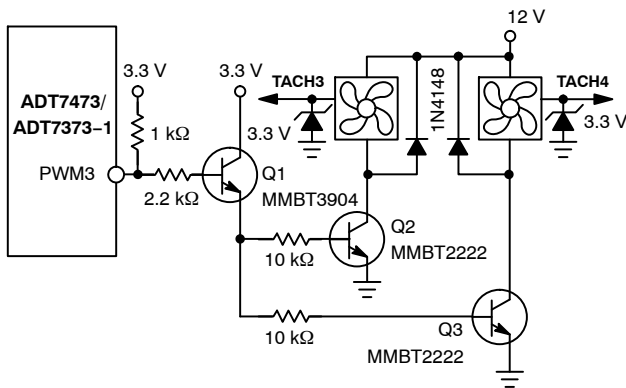 12 V
3.3 V
3.3 V
TACH3
TACH4
1N4148
ADT7473/
ADT7373–1
1 kΩ
3.3 V
3.3 V
PWM3
2.2 kΩ
Q1
MMBT3904
Q2
10 kΩ
MMBT2222
10 kΩ
Q3
MMBT2222